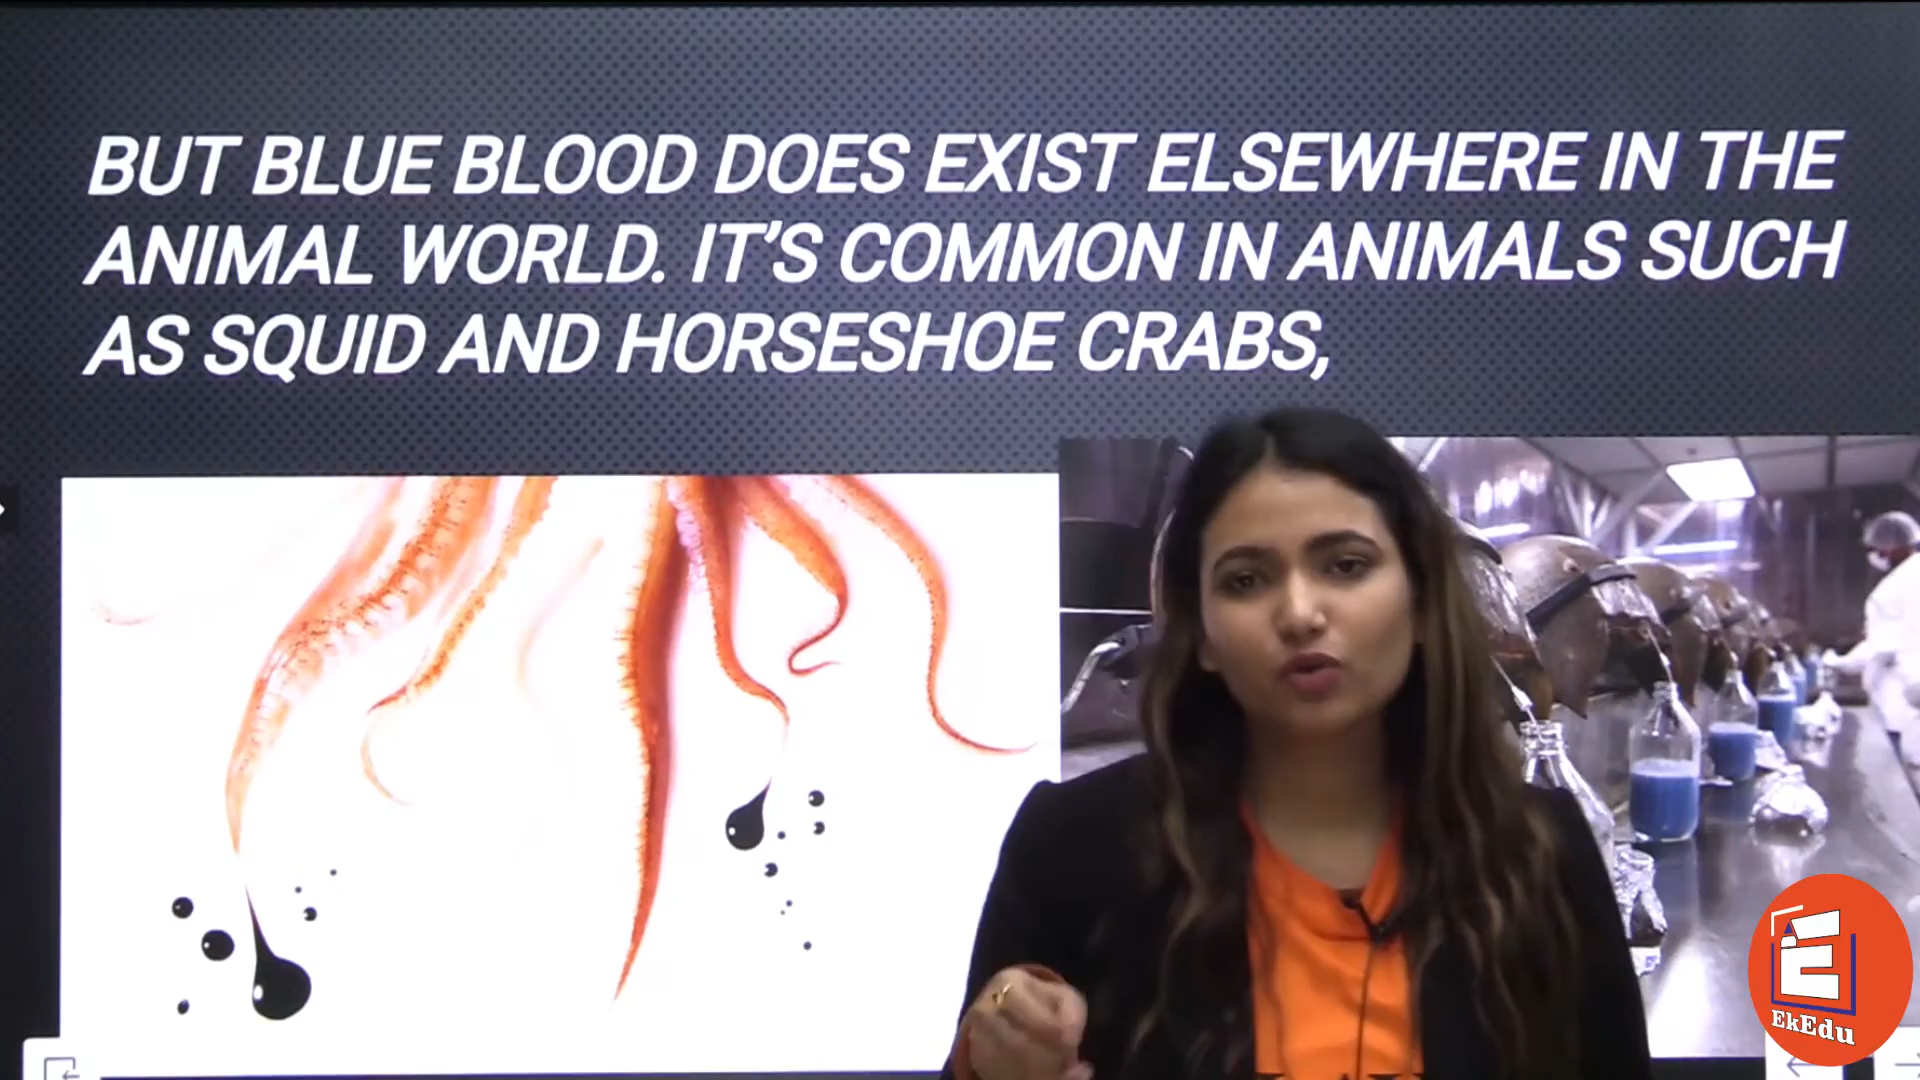 BUT BLUE BLOOD DOES EXIST ELSEWHERE IN THE
ANIMAL WORLD. IT'S COMMON IN ANIMALS SUCH
AS SQUID AND HORSESHOE CRABS,
EkEdu